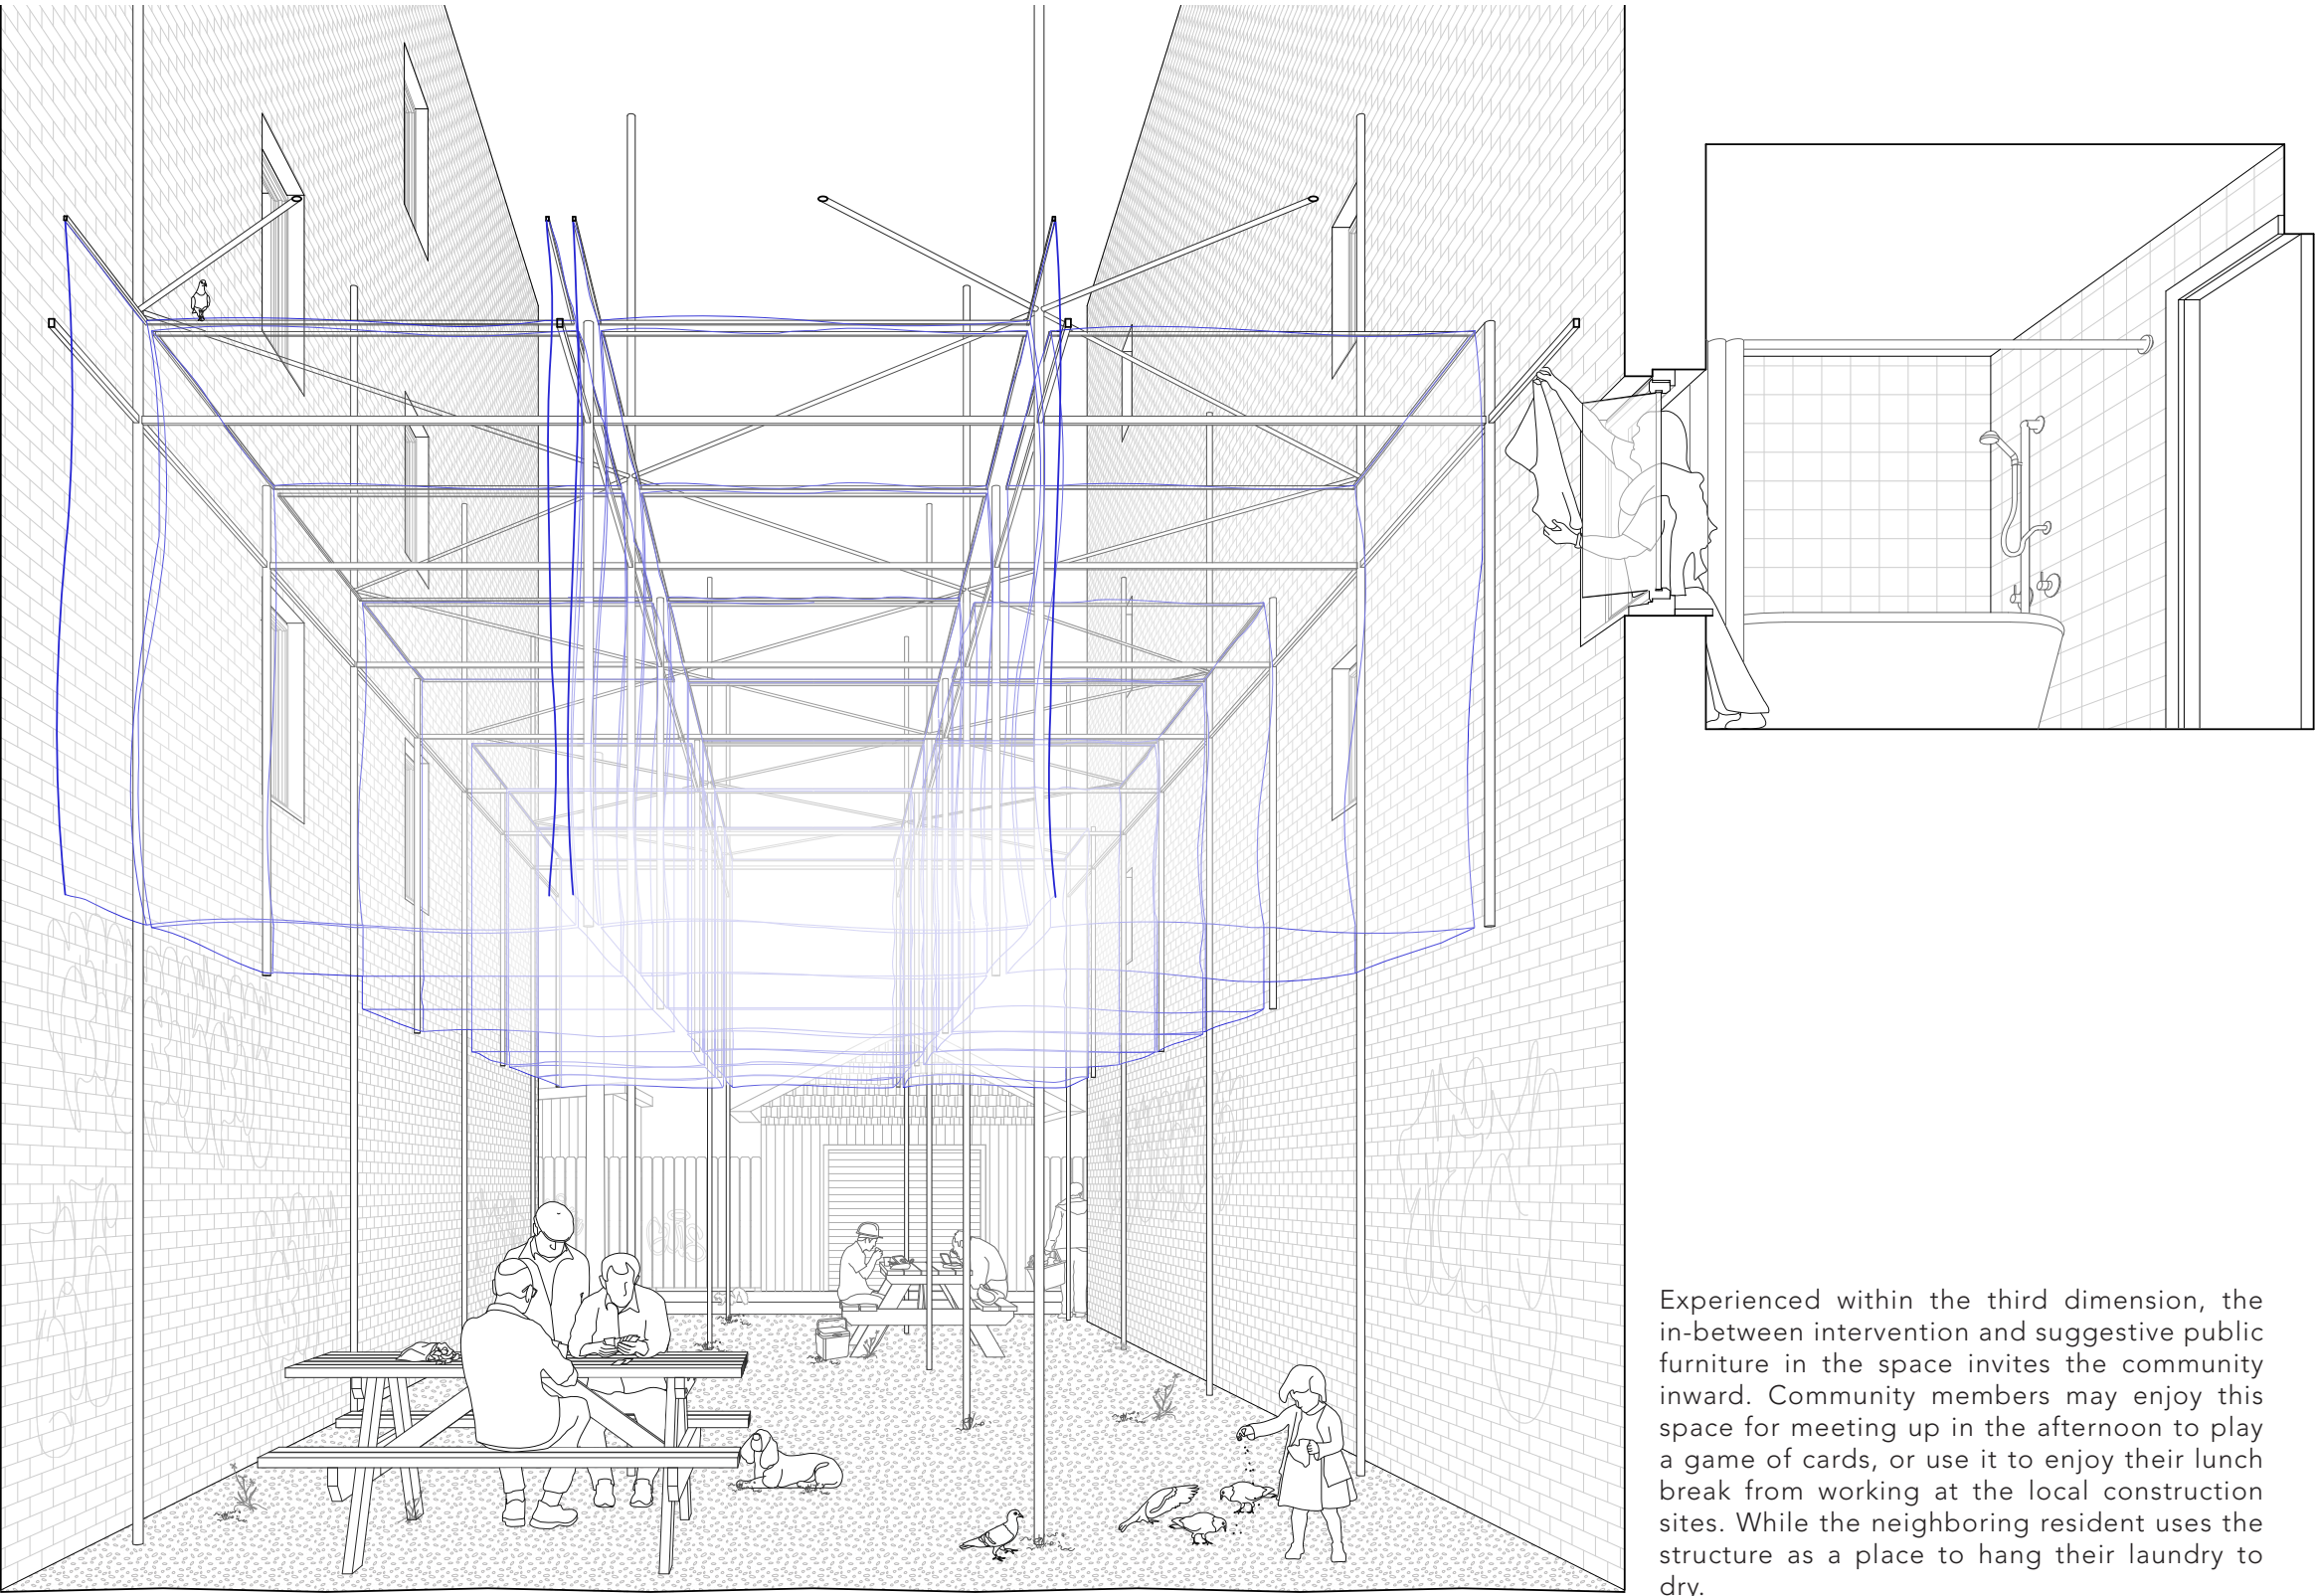 Experienced within the third dimension, the
in-between intervention and suggestive public
furniture in the space invites the community
inward. Community members may enjoy this
space for meeting up in the afternoon to play
a game of cards, or use it to enjoy their lunch
break from working at the local construction
sites. While the neighboring resident uses the
structure as a place to hang their laundry to
dry.